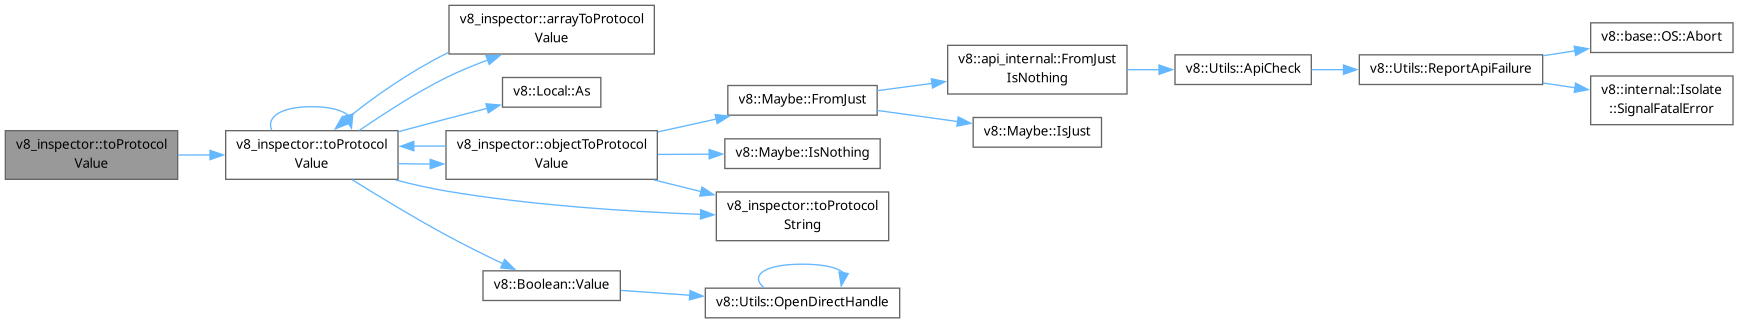 v8_inspector::toProtocol
Value
v8_inspector::toProtocol
Value
v8_inspector::arrayToProtocol
Value
v8::Local::As
v8_inspector::objectToProtocol
Value
v8::Boolean::Value
v8::Maybe::FromJust
v8::Maybe::IsNothing
v8_inspector::toProtocol
String
v8::Utils::OpenDirectHandle
v8::api_internal::FromJust
IsNothing
v8::Maybe::IsJust
v8::Utils::ApiCheck
v8::Utils::ReportApiFailure
v8::base::OS::Abort
v8::internal::Isolate
::SignalFatalError